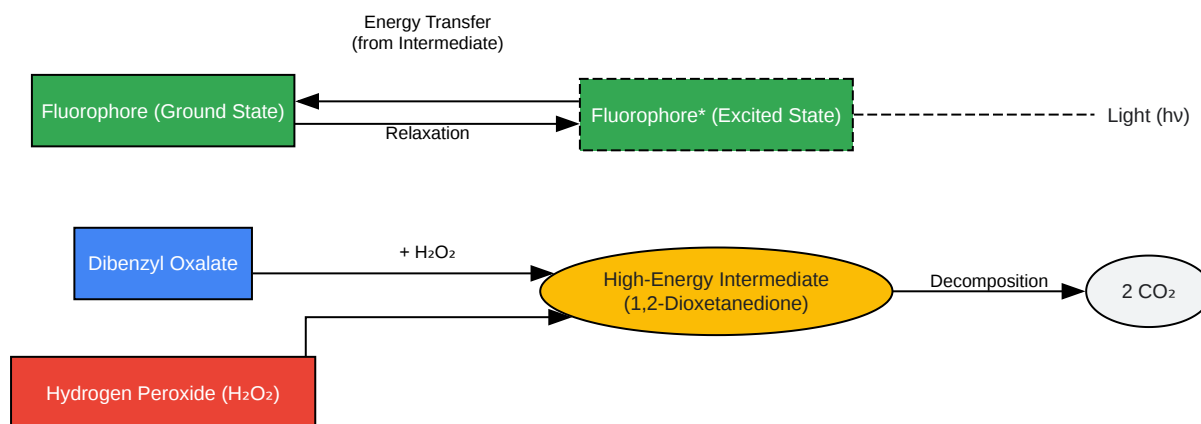 Energy Transfer
(from Intermediate)
Fluorophore (Ground State)
Relaxation
Fluorophore* (Excited State)
Light (hν)
Dibenzyl Oxalate
+ H₂O₂
High-Energy Intermediate
(1,2-Dioxetanedione)
Decomposition
2 CO₂
Hydrogen Peroxide (H₂O₂)